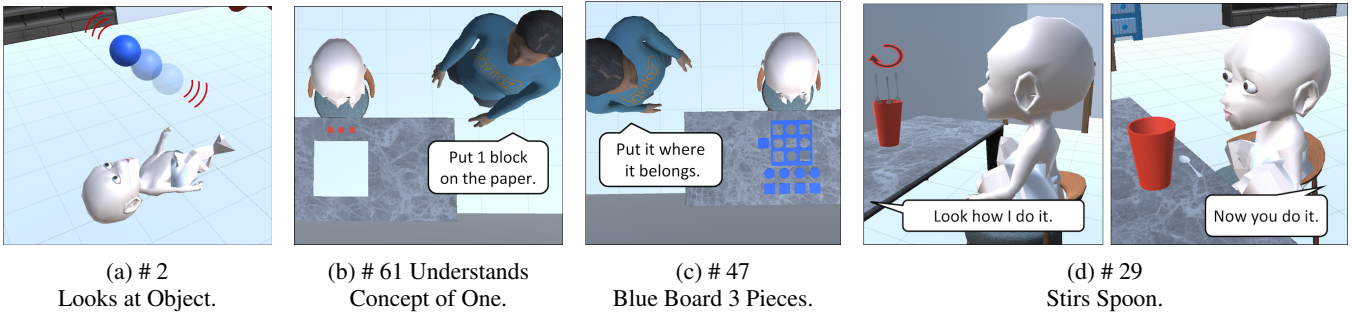 Put 1 block
on the paper.
Put it where
it belongs.
Look how I do it.
Now you do it.
(a) # 2
Looks at Object.
(b) # 61 Understands
Concept of One.
(c) # 47
Blue Board 3 Pieces.
(d) # 29
Stirs Spoon.